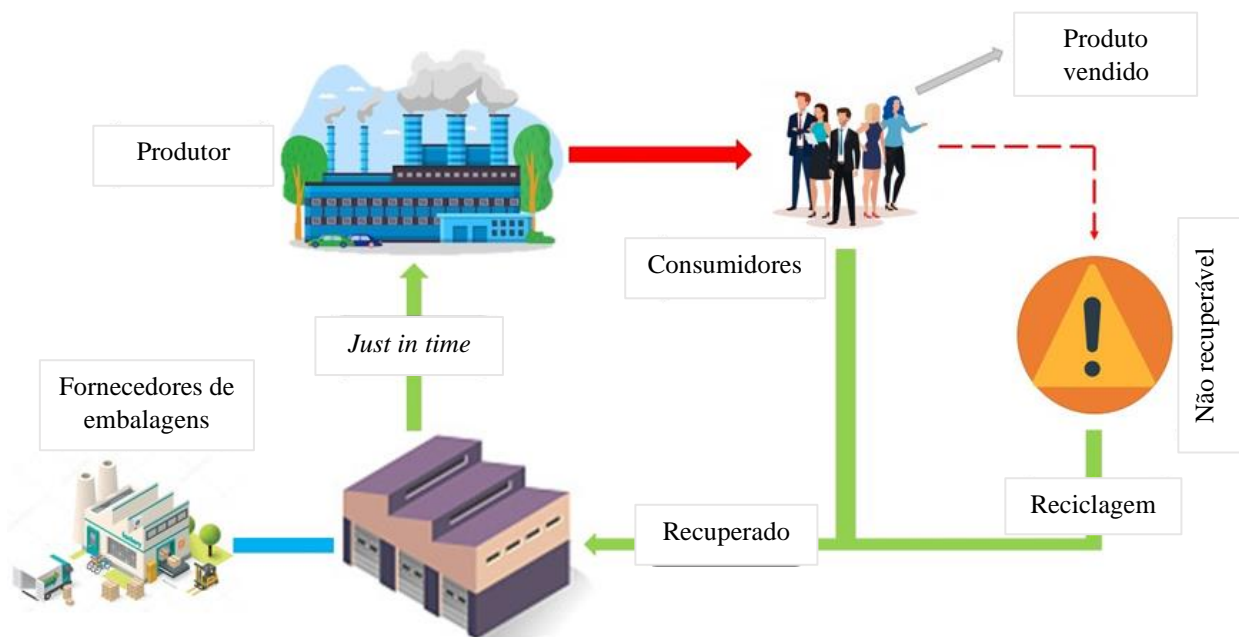 Produto
vendido
Produtor
Consumidores
Não recuperável
Just in time
Fornecedores de
embalagens
Reciclagem
Recuperado